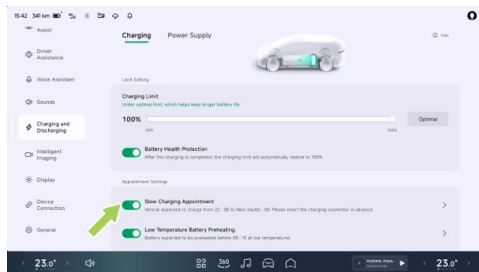 15:42 341 km
Assist
Charging Power Supply
Help
Driver
Assistance
Voice Assistant
Limit Setting
Sounds
Charging Limit
Under optimal limit, which helps keep longer battery life
100%
Optimal
Charging and
Discharging
100%
Intelligent
Imaging
Battery Health Protection
After this charging is completed, the charging limit will automatically restore to 100%
Display
Appointment Settings
Device
Connection
Slow Charging Appointment
Vehicle expected to charge from 22 : 00 to Next day06 : 00. Please insert the charging connector in advance
General
Low Temperature Battery Preheating
Battery expected to be preheated before 08 : 15 at low temperatures
23.0° 360 23.0°